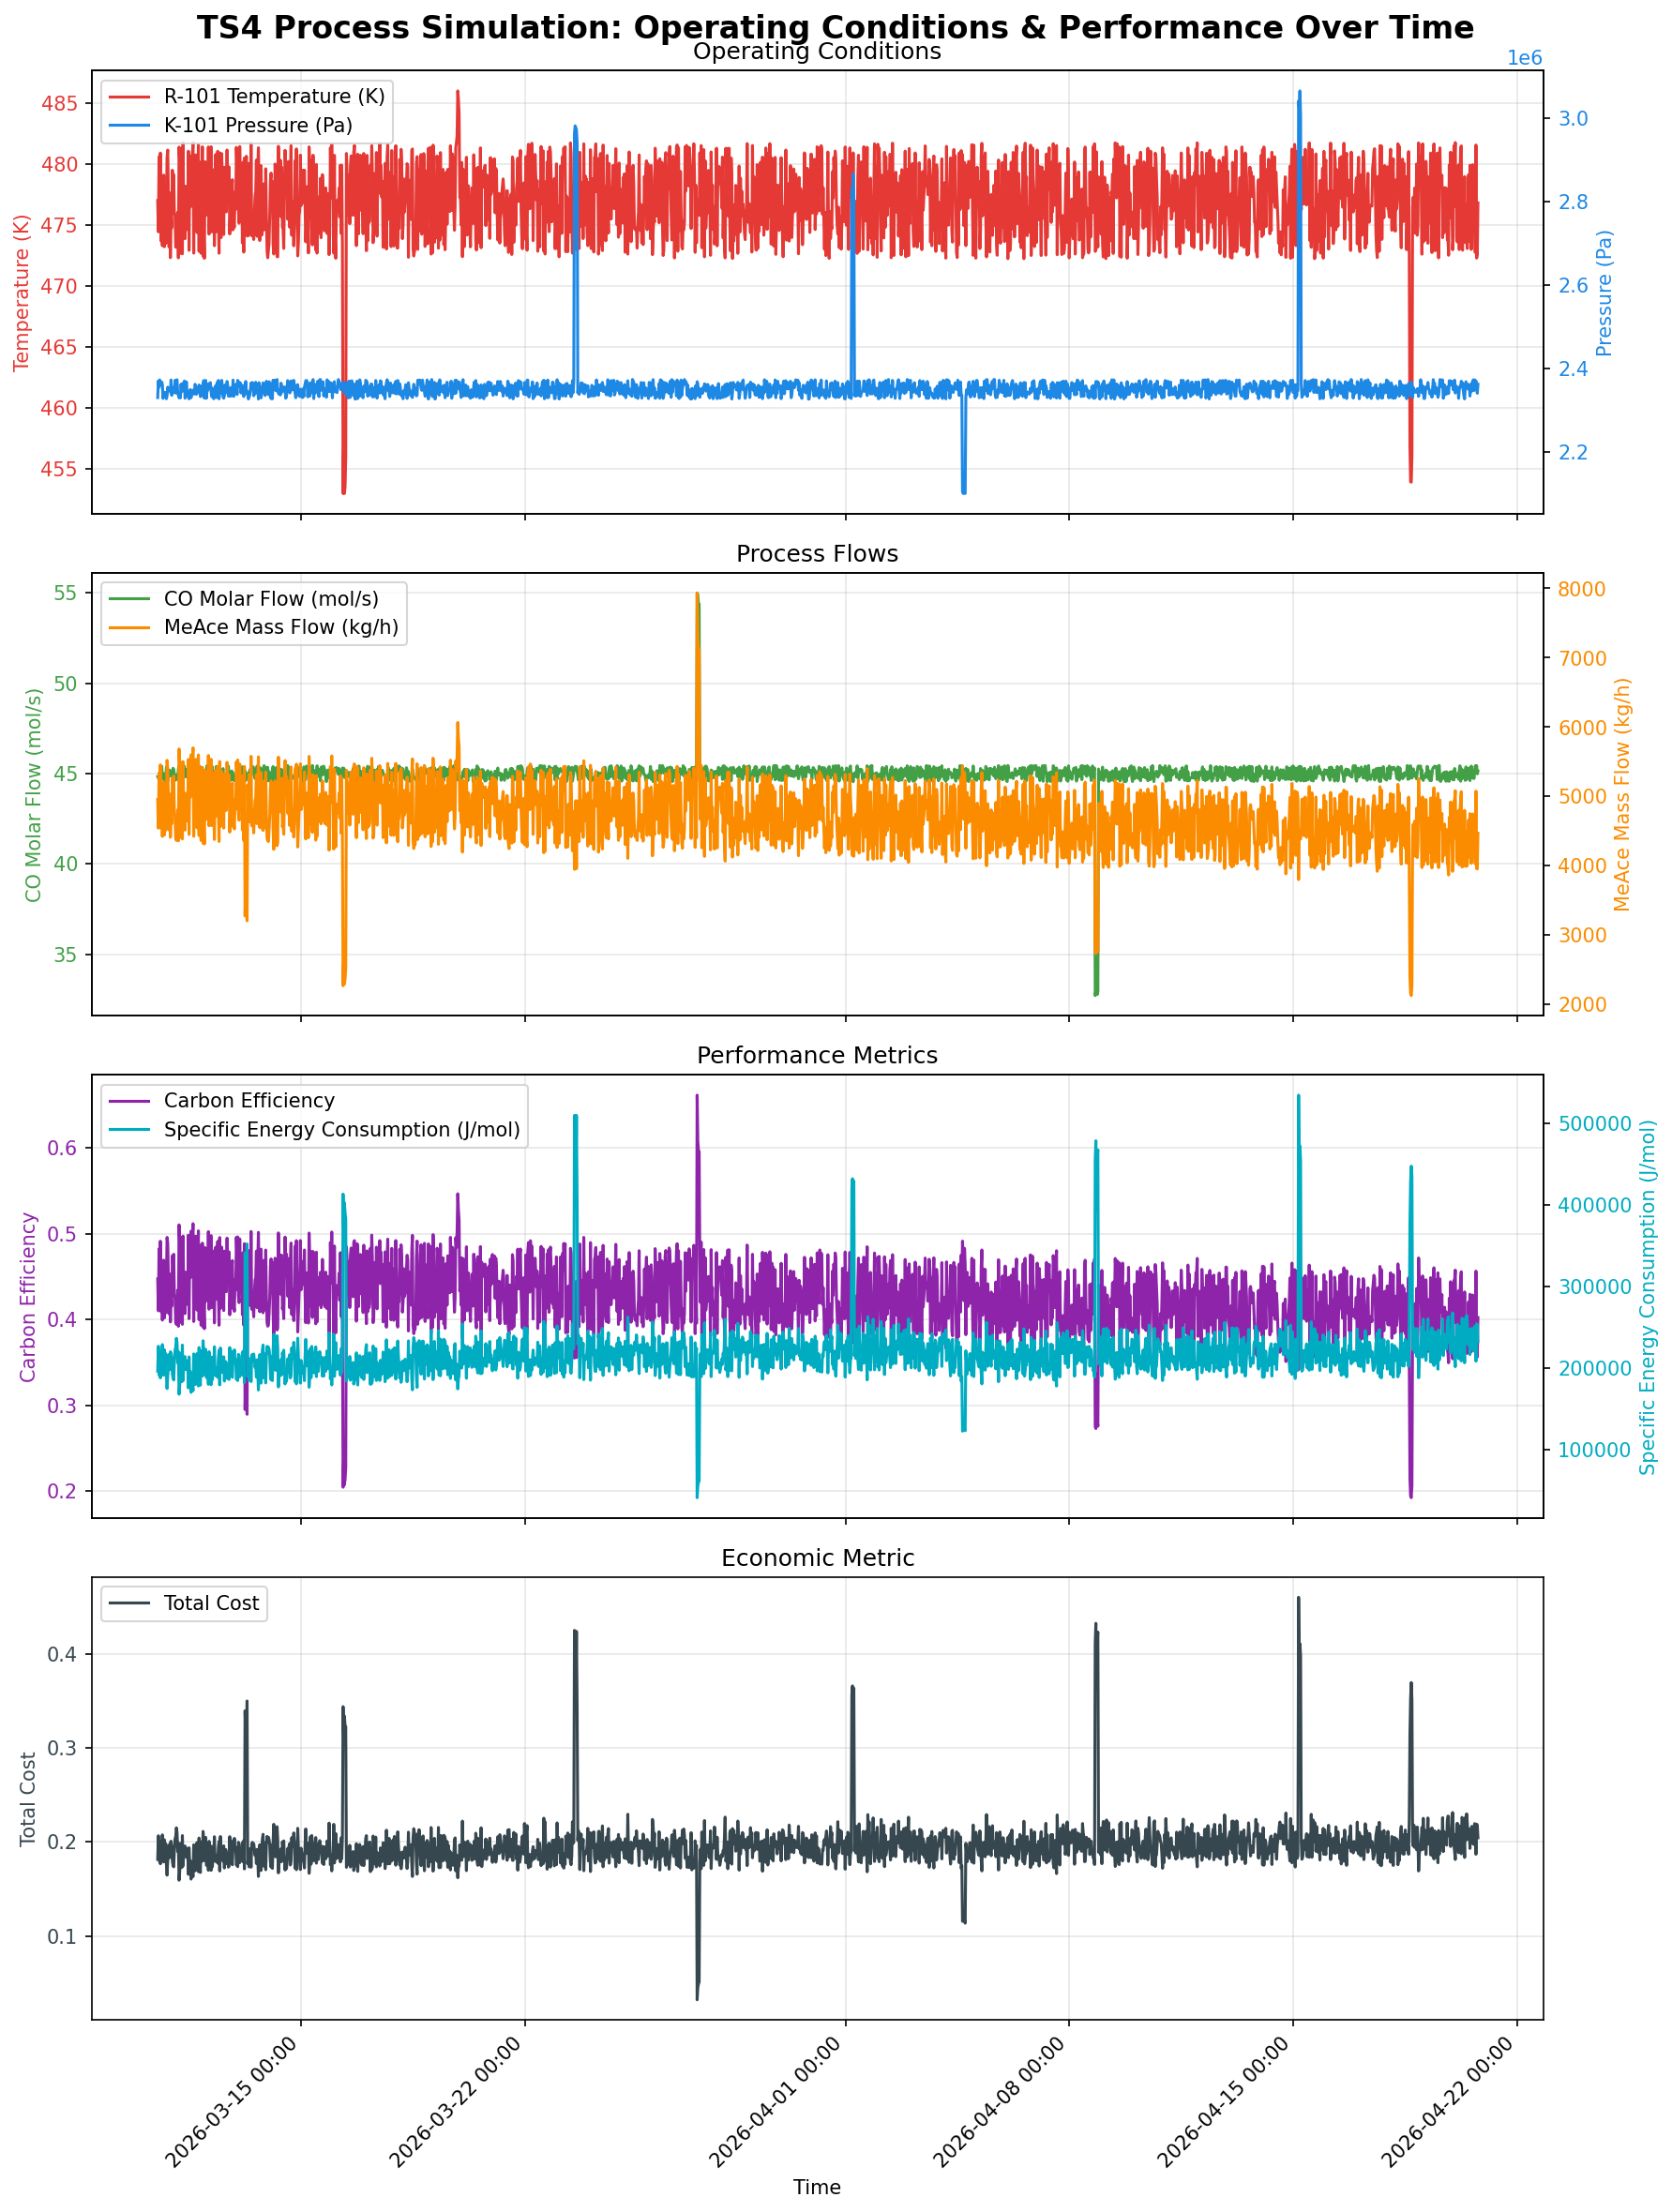 TS4 Process Simulation: Operating Conditions & Performance Over Time
Operating Conditions
1e6
R-101 Temperature (K)
K-101 Pressure (Pa)
485
480
475
470
465
460
455
Temperature (K)
3.0
2.8
2.6
2.4
2.2
Pressure (Pa)
Process Flows
CO Molar Flow (mol/s)
MeAce Mass Flow (kg/h)
55
50
45
40
35
CO Molar Flow (mol/s)
8000
7000
6000
5000
4000
3000
2000
MeAce Mass Flow (kg/h)
Performance Metrics
Carbon Efficiency
Specific Energy Consumption (J/mol)
0.6
0.5
0.4
0.3
0.2
Carbon Efficiency
500000
400000
300000
200000
100000
Specific Energy Consumption (J/mol)
Economic Metric
Total Cost
0.4
0.3
0.2
0.1
Total Cost
2026-03-15 00:00
2026-03-22 00:00
2026-04-01 00:00
2026-04-08 00:00
2026-04-15 00:00
2026-04-22 00:00
Time